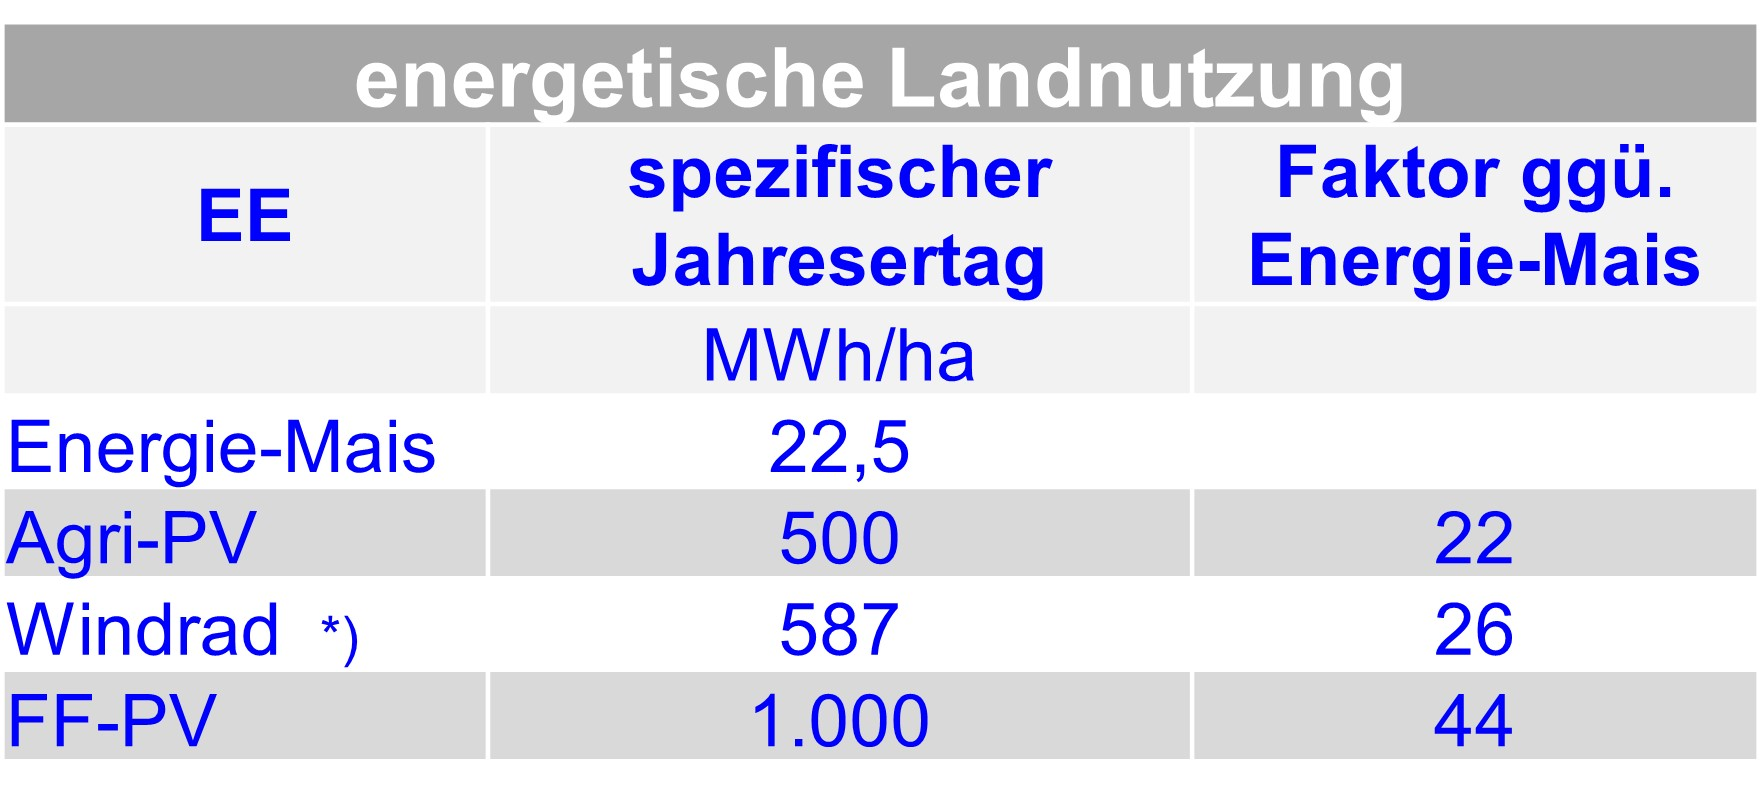 energetische Landnutzung
EE
spezifischer
Jahresertag
Faktor ggü.
Energie-Mais
MWh/ha
Energie-Mais 22,5
Agri-PV 500 22
Windrad *) 587 26
FF-PV 1.000 44